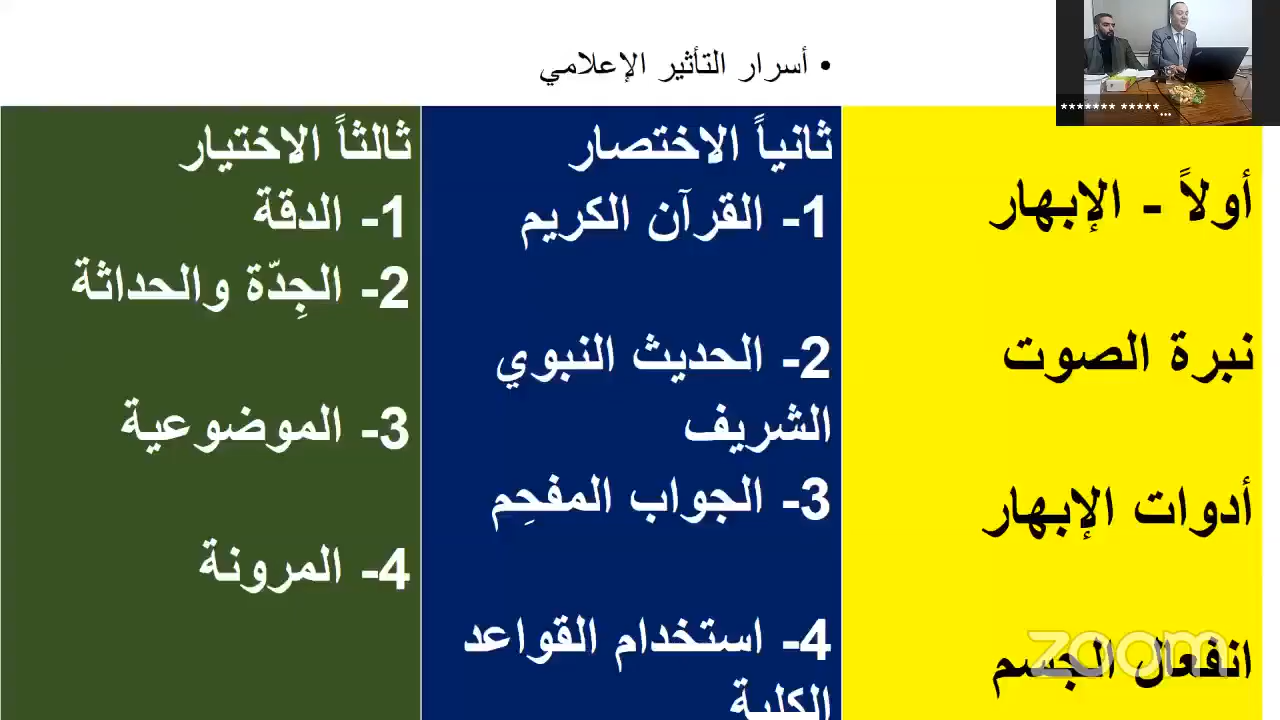 • أسرار التأثير الإعلامي
******* *****...
أولاً - الإبهار
نبرة الصوت
أدوات الإبهار
انفعال الجسم
ثانياً الاختصار
1- القرآن الكريم
2- الحديث النبوي
الشريف
3- الجواب المفحِم
4- استخدام القواعد
الكلية
ثالثاً الاختيار
1- الدقة
2- الجِدّة والحداثة
3- الموضوعية
4- المرونة
zoom